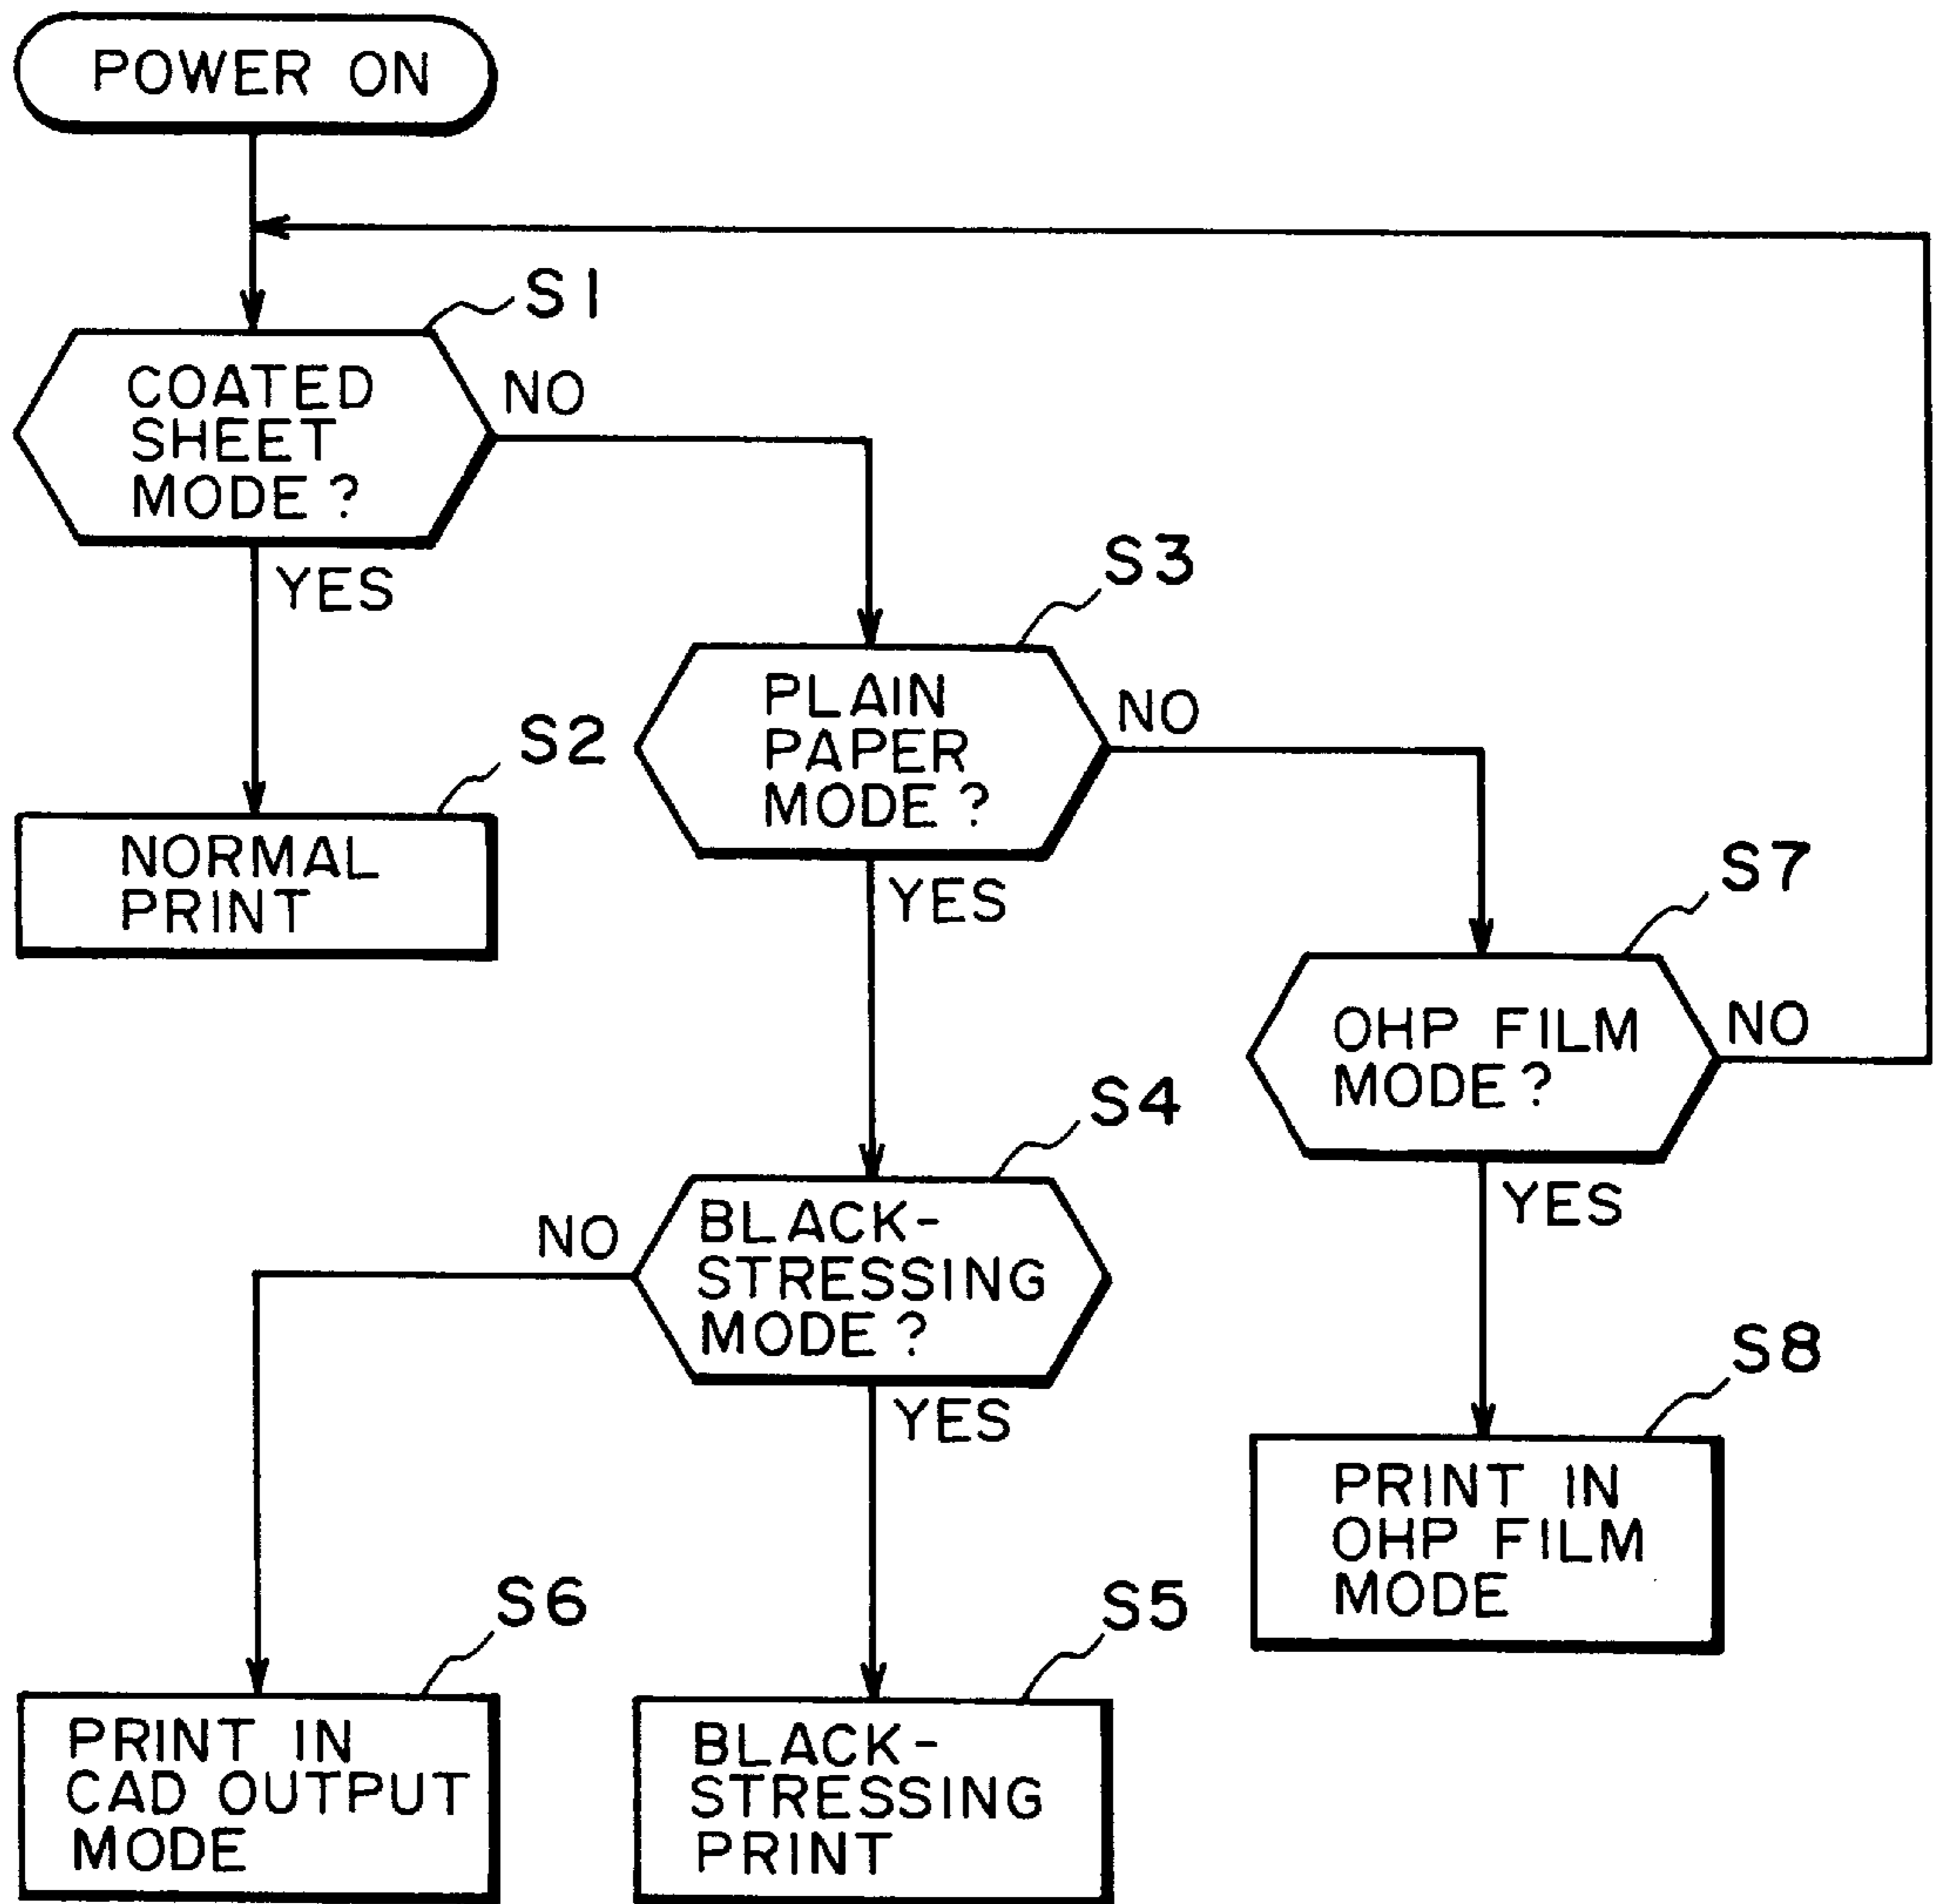 POWER ON
S1
COATED
SHEET
MODE?
NO
YES
S2
NORMAL
PRINT
S3
PLAIN
PAPER
MODE?
NO
YES
S7
OHP FILM
MODE?
NO
YES
S4
BLACK-
STRESSING
MODE?
NO
YES
S8
PRINT IN
OHP FILM
MODE
S6
PRINT IN
CAD OUTPUT
MODE
S5
BLACK-
STRESSING
PRINT